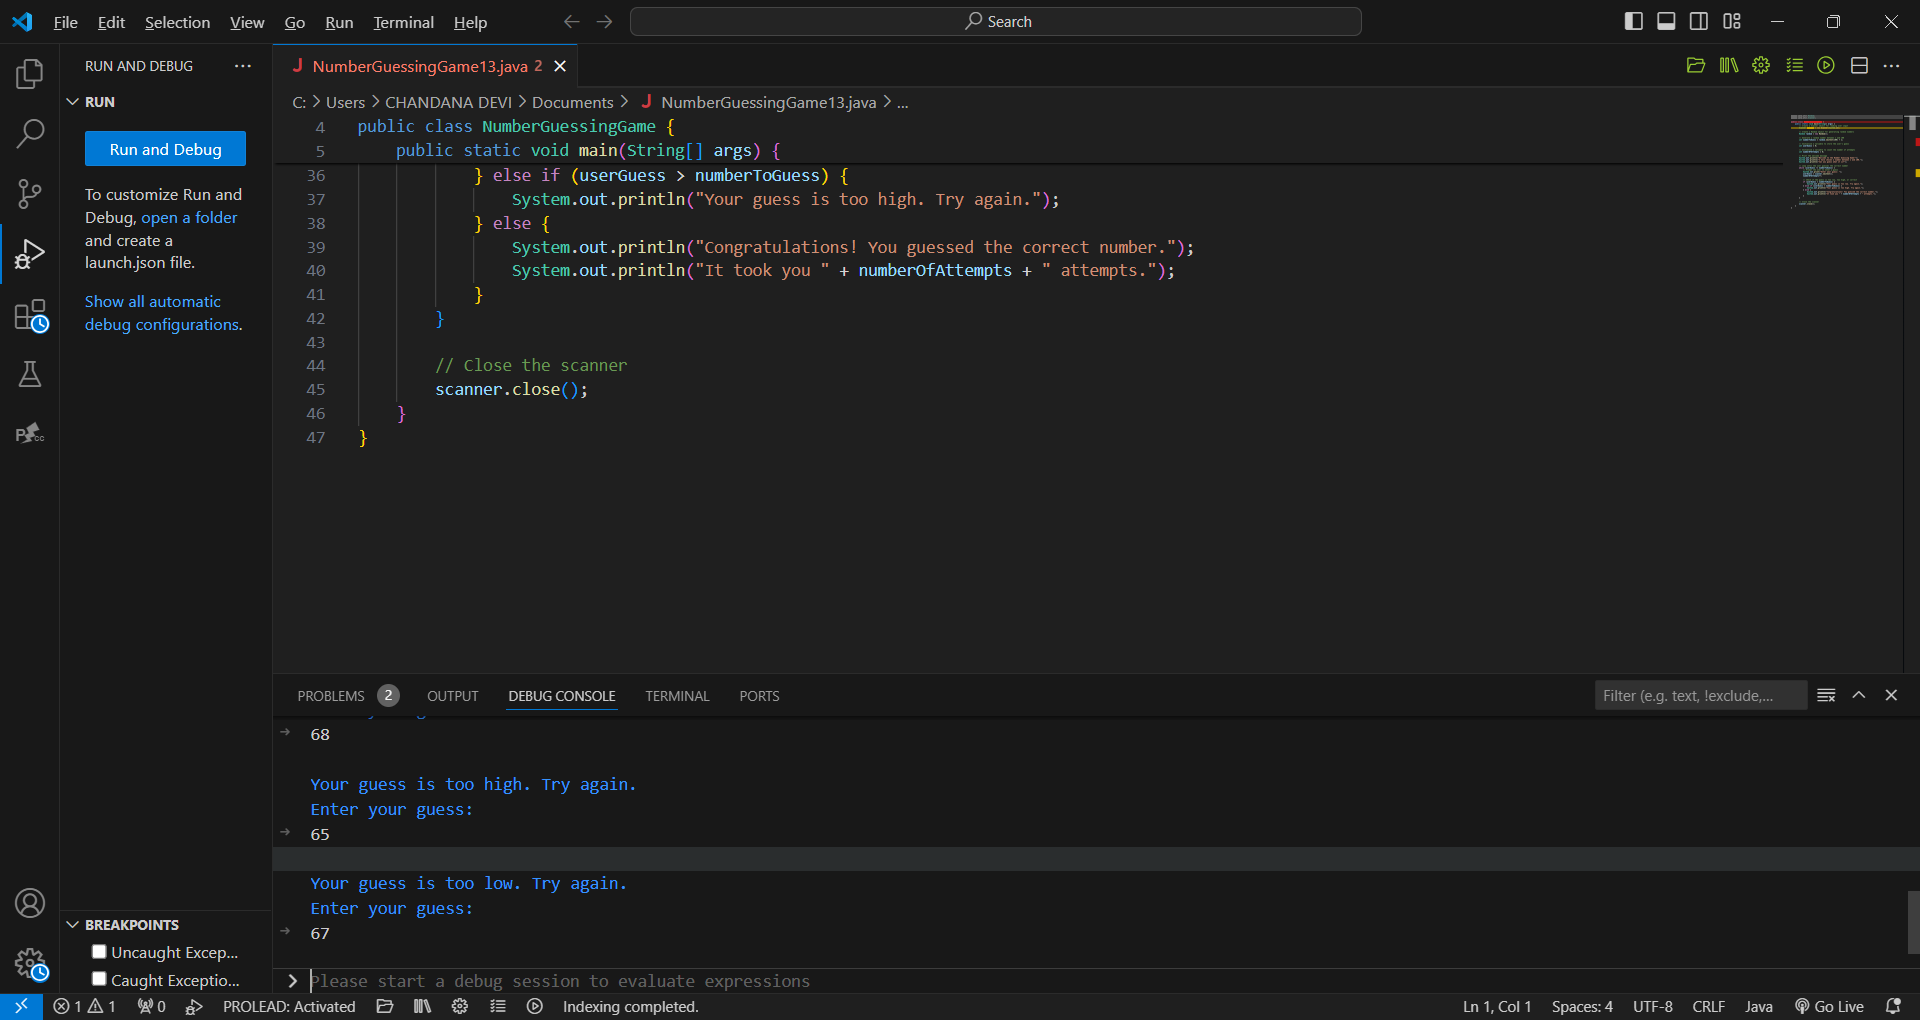 File Edit Selection View Go Run Terminal Help
Search
RUN AND DEBUG
NumberGuessingGame13.java 2
RUN
C: > Users > CHANDANA DEVI > Documents > NumberGuessingGame13.java > ...
Run and Debug
To customize Run and
Debug, open a folder
and create a
launch.json file.
Show all automatic
debug configurations.
4 public class NumberGuessingGame {
5 public static void main(String[] args) {
36 } else if (userGuess > numberToGuess) {
37 System.out.println("Your guess is too high. Try again.");
38 } else {
39 System.out.println("Congratulations! You guessed the correct number.");
40 System.out.println("It took you " + numberOfAttempts + " attempts.");
41 }
42 }
43
44 // Close the scanner
45 scanner.close();
46 }
47 }
PROBLEMS 2 OUTPUT DEBUG CONSOLE TERMINAL PORTS
Filter (e.g. text, !exclude,...
68
Your guess is too high. Try again.
Enter your guess:
65
Your guess is too low. Try again.
Enter your guess:
67
BREAKPOINTS
Uncaught Excep...
Caught Exceptio...
Please start a debug session to evaluate expressions
1 1 0 PROLEAD: Activated Indexing completed.
Ln 1, Col 1 Spaces: 4 UTF-8 CRLF Java Go Live